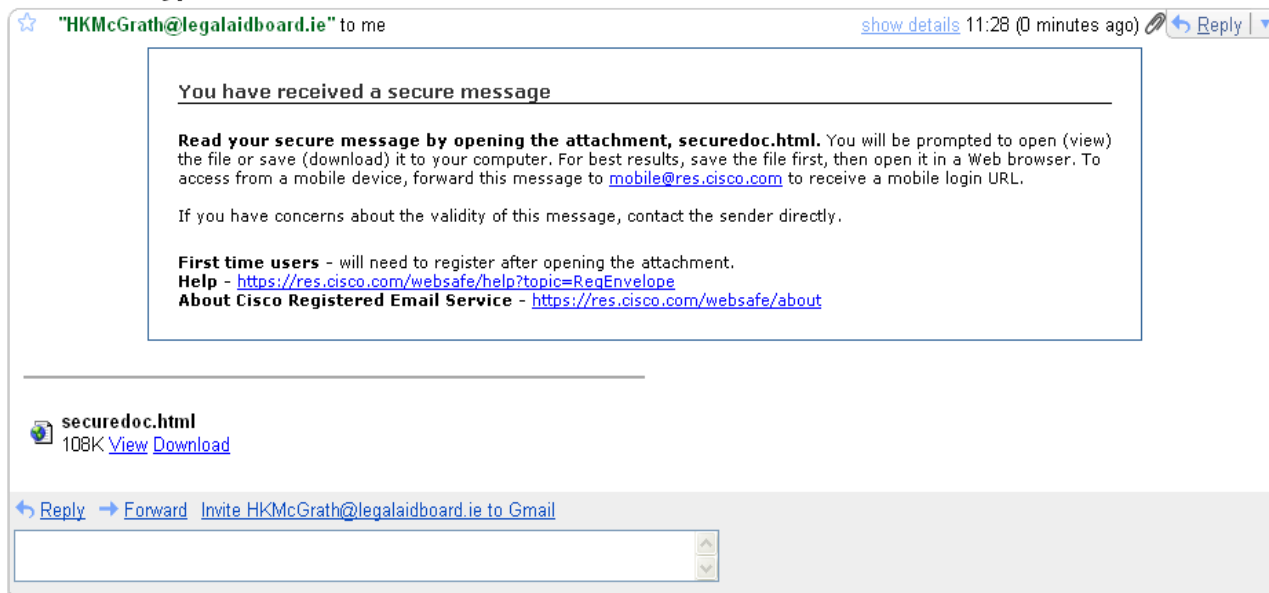 "HKMcGrath@legalaidboard.ie" to me show details 11:28 (0 minutes ago) Reply
You have received a secure message
Read your secure message by opening the attachment, securedoc.html. You will be prompted to open (view)
the file or save (download) it to your computer. For best results, save the file first, then open it in a Web browser. To
access from a mobile device, forward this message to mobile@res.cisco.com to receive a mobile login URL.
If you have concerns about the validity of this message, contact the sender directly.
First time users - will need to register after opening the attachment.
Help - https://res.cisco.com/websafe/help?topic=RegEnvelope
About Cisco Registered Email Service - https://res.cisco.com/websafe/about
securedoc.html
108K View Download
Reply Forward Invite HKMcGrath@legalaidboard.ie to Gmail